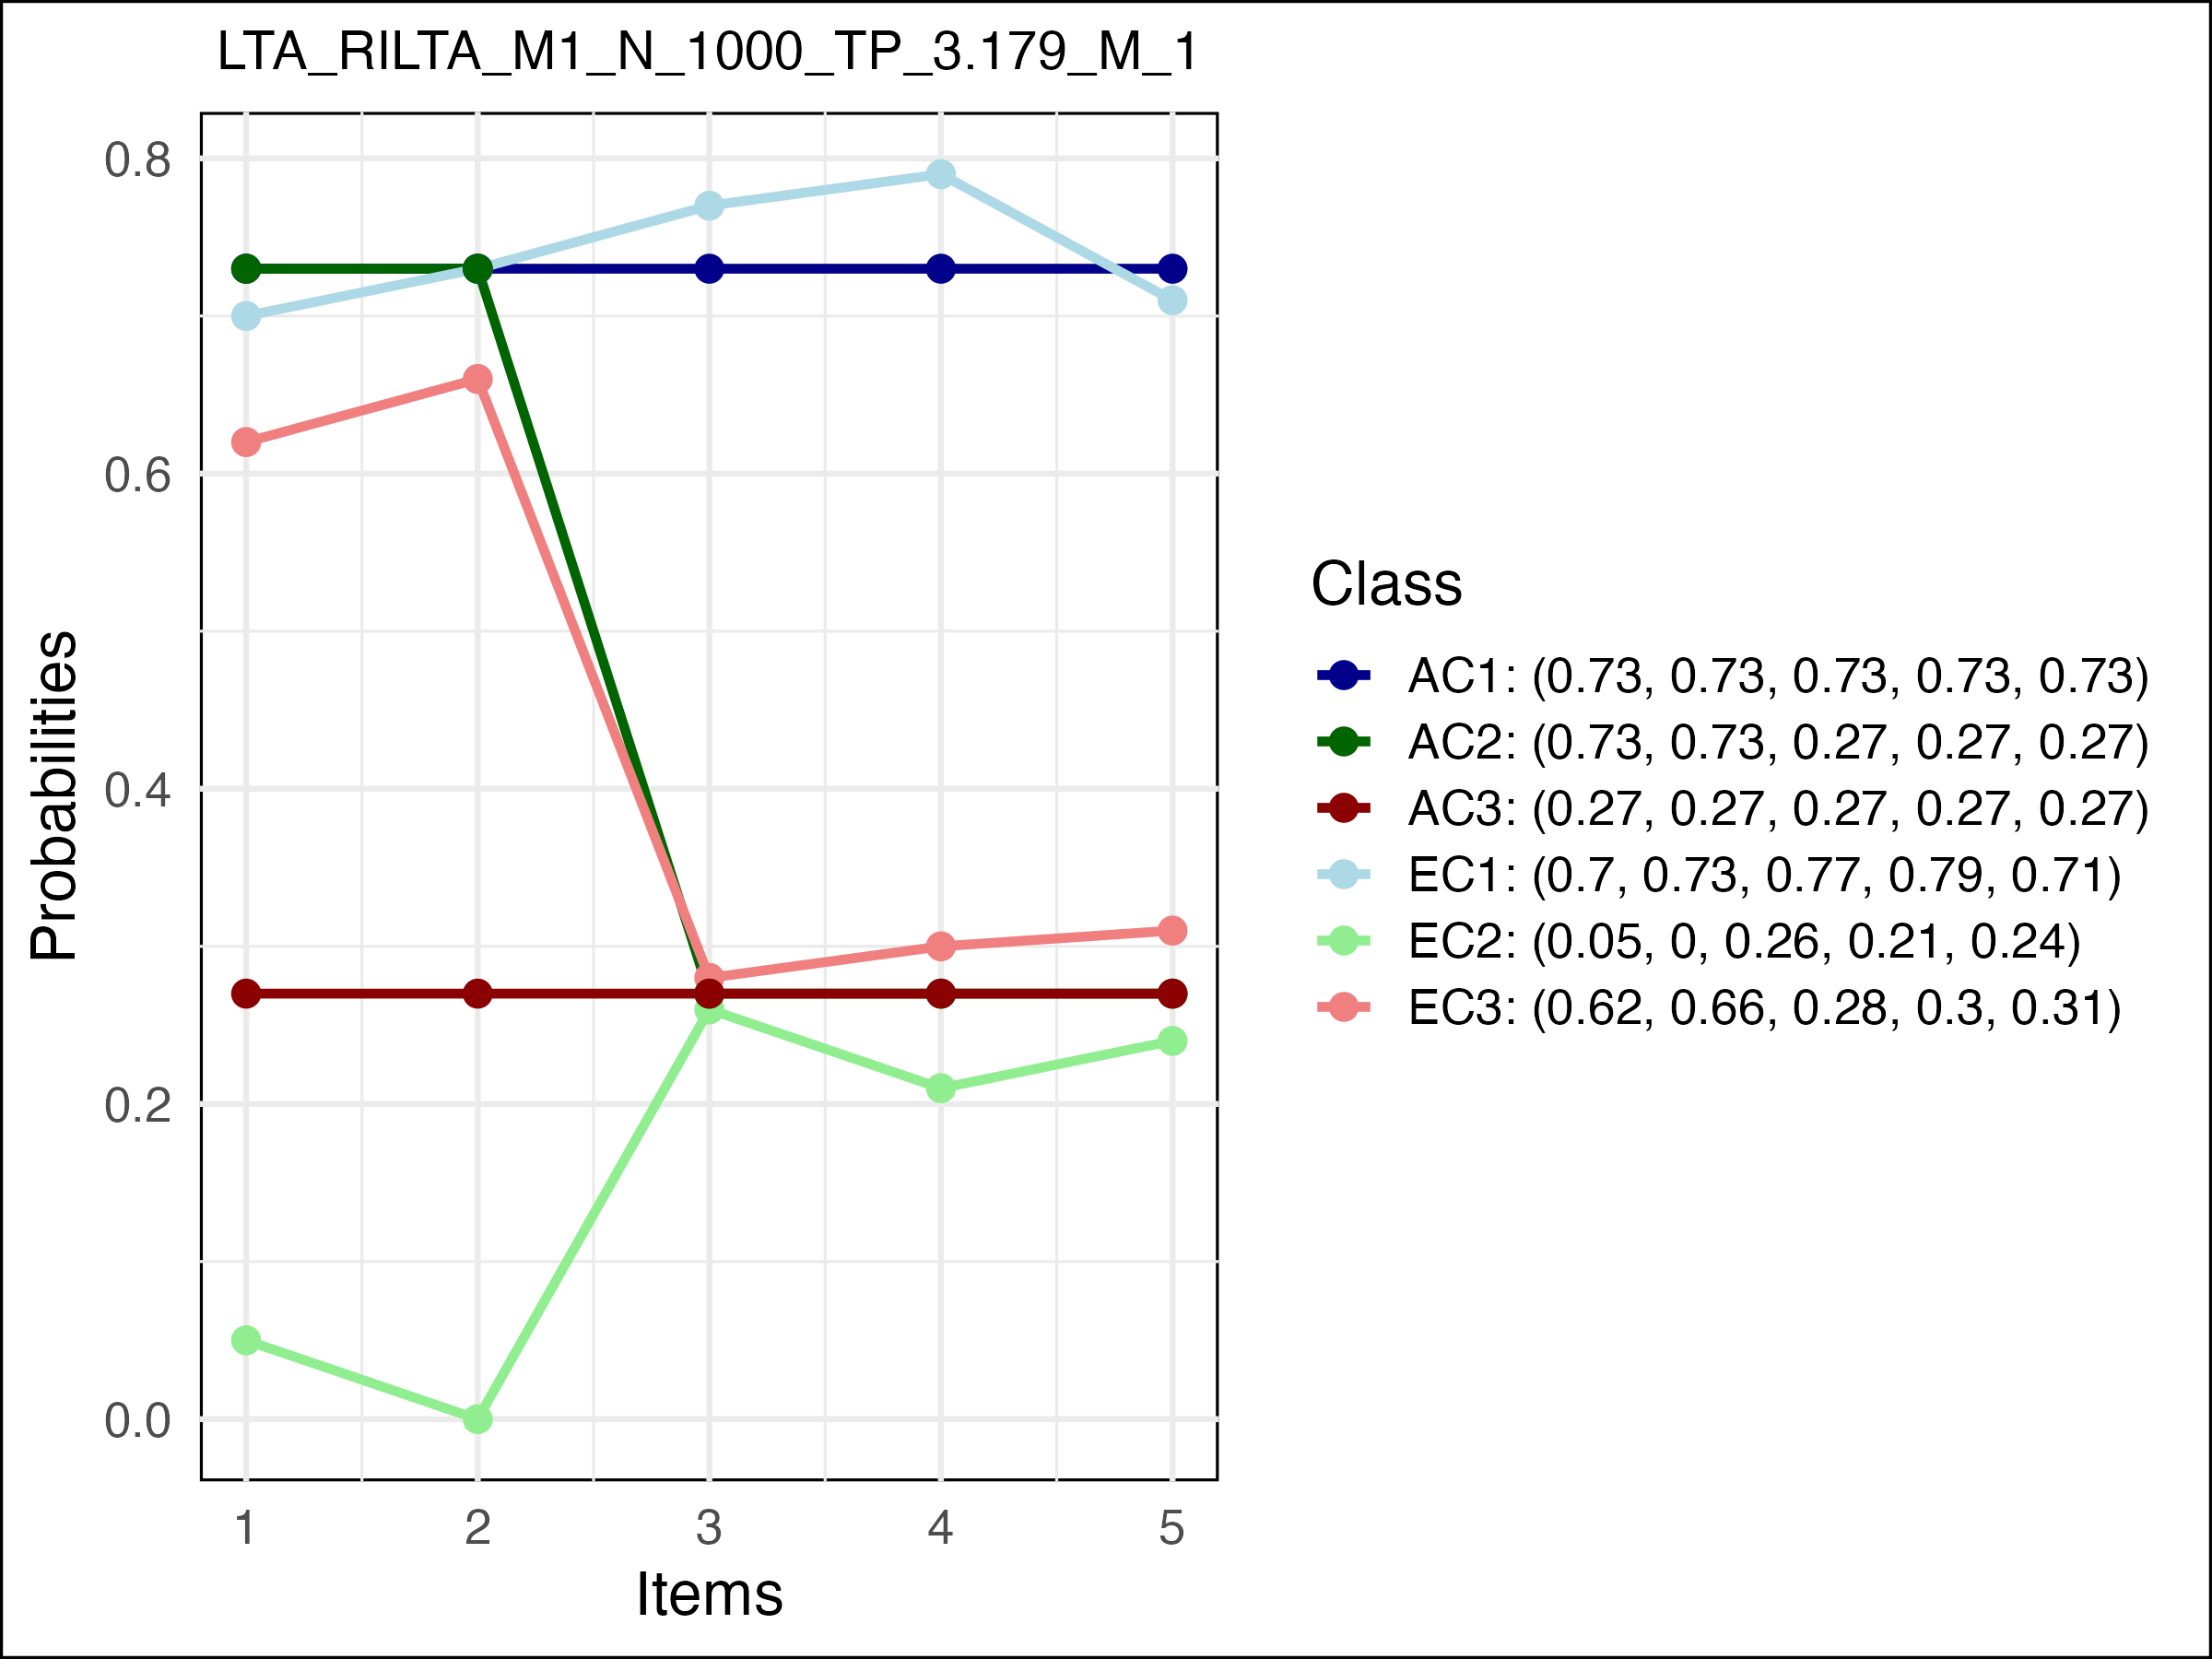 LTA_RILTA_M1_N_1000_TP_3.179_M_1
0.8
0.6
0.4
0.2
0.0
Probabilities
1 2 3 4 5
Items
Class
AC1: (0.73, 0.73, 0.73, 0.73, 0.73)
AC2: (0.73, 0.73, 0.27, 0.27, 0.27)
AC3: (0.27, 0.27, 0.27, 0.27, 0.27)
EC1: (0.7, 0.73, 0.77, 0.79, 0.71)
EC2: (0.05, 0, 0.26, 0.21, 0.24)
EC3: (0.62, 0.66, 0.28, 0.3, 0.31)